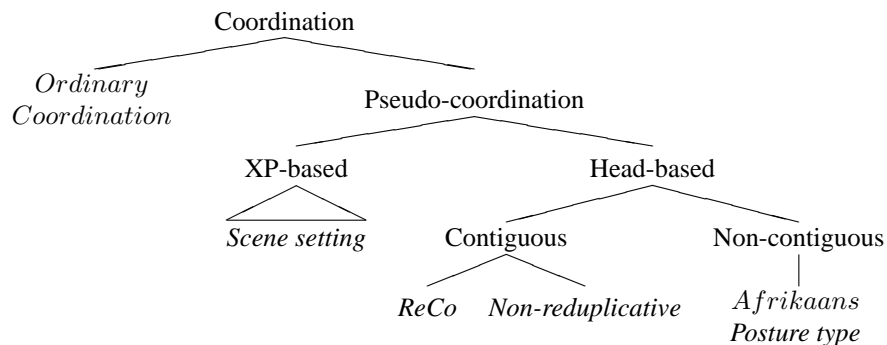 Coordination
Ordinary
Coordination
Pseudo-coordination
XP-based
Head-based
Scene setting
Contiguous
Non-contiguous
ReCo
Non-reduplicative
Afrikaans
Posture type